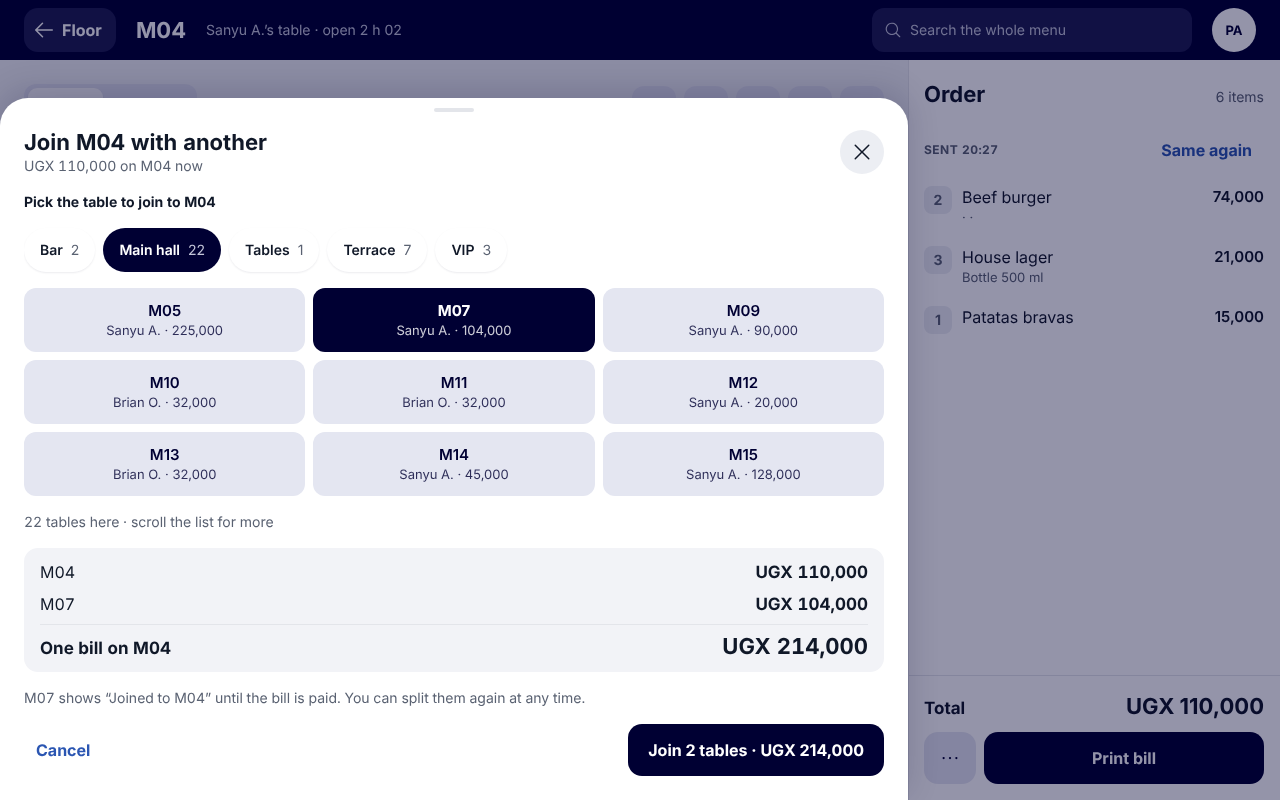 Floor
M04
Sanyu A.’s table · open 2 h 02
Search the whole menu
PA
Join M04 with another
UGX 110,000 on M04 now
Pick the table to join to M04
Bar 2
Main hall 22
Tables 1
Terrace 7
VIP 3
M05
Sanyu A. · 225,000
M07
Sanyu A. · 104,000
M09
Sanyu A. · 90,000
M10
Brian O. · 32,000
M11
Brian O. · 32,000
M12
Sanyu A. · 20,000
M13
Brian O. · 32,000
M14
Sanyu A. · 45,000
M15
Sanyu A. · 128,000
22 tables here · scroll the list for more
M04 UGX 110,000
M07 UGX 104,000
One bill on M04 UGX 214,000
M07 shows “Joined to M04” until the bill is paid. You can split them again at any time.
Cancel
Join 2 tables · UGX 214,000
Order
6 items
SENT 20:27
Same again
2 Beef burger 74,000
3 House lager 21,000
Bottle 500 ml
1 Patatas bravas 15,000
Total UGX 110,000
... Print bill